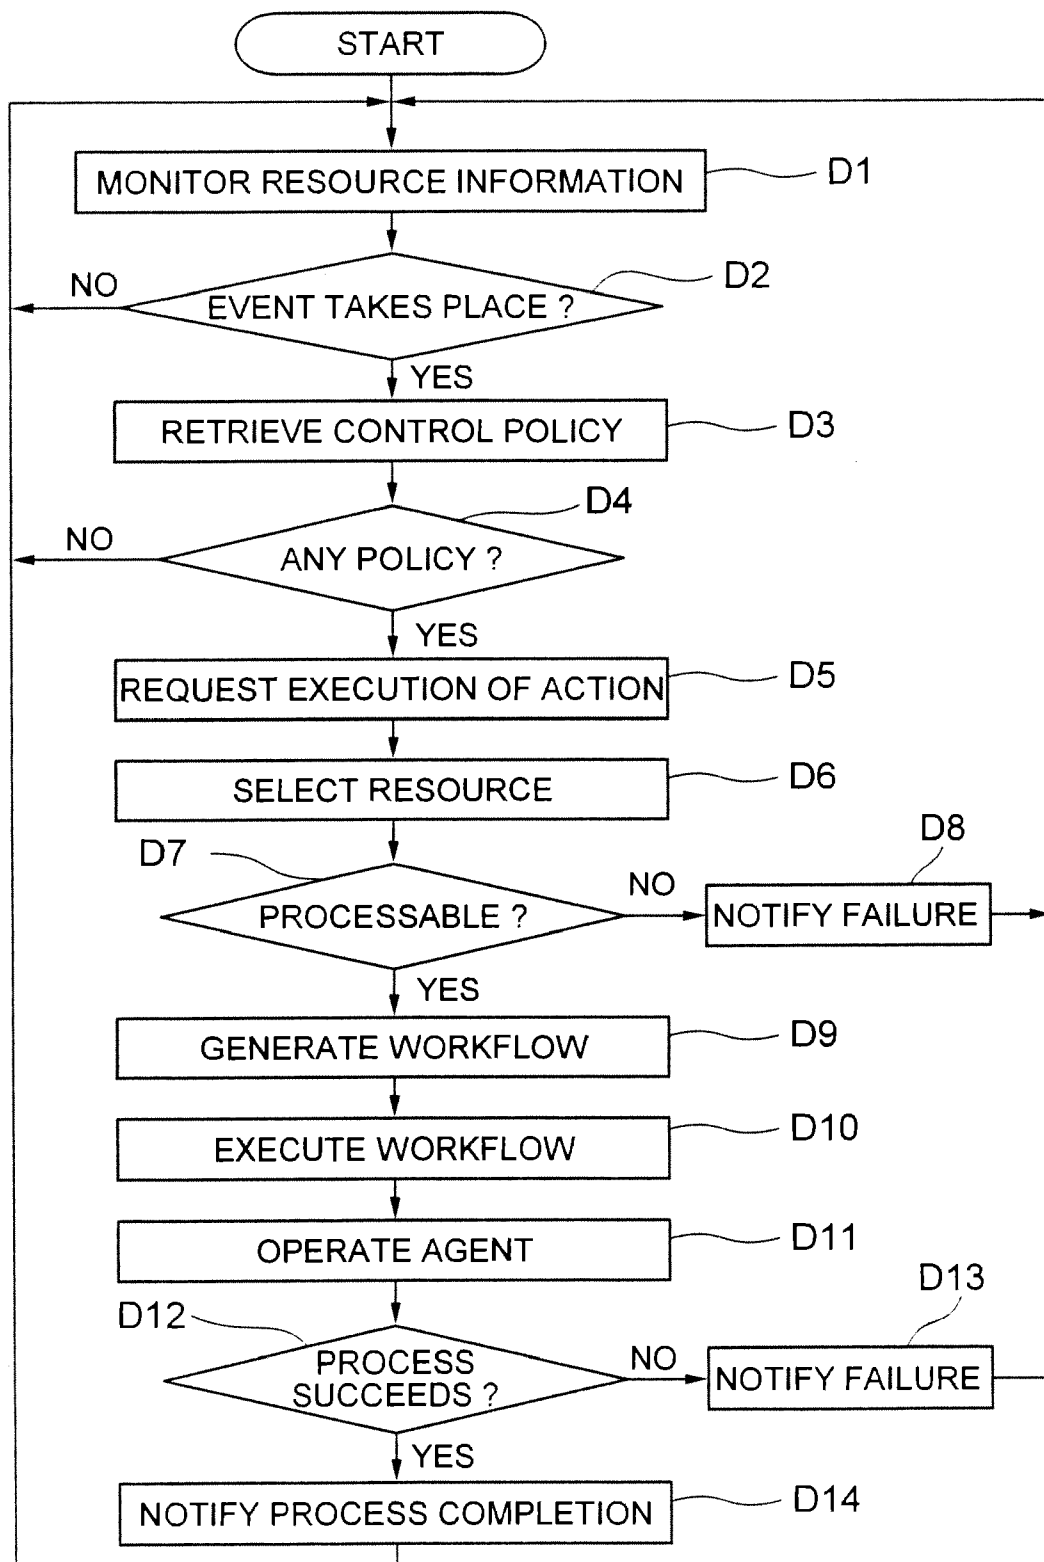 START
MONITOR RESOURCE INFORMATION
D1
NO
EVENT TAKES PLACE ?
D2
YES
RETRIEVE CONTROL POLICY
D3
NO
ANY POLICY ?
D4
YES
REQUEST EXECUTION OF ACTION
D5
SELECT RESOURCE
D6
D7
PROCESSABLE ?
NO
D8
NOTIFY FAILURE
YES
GENERATE WORKFLOW
D9
EXECUTE WORKFLOW
D10
OPERATE AGENT
D11
D12
PROCESS
SUCCEEDS ?
NO
D13
NOTIFY FAILURE
YES
NOTIFY PROCESS COMPLETION
D14